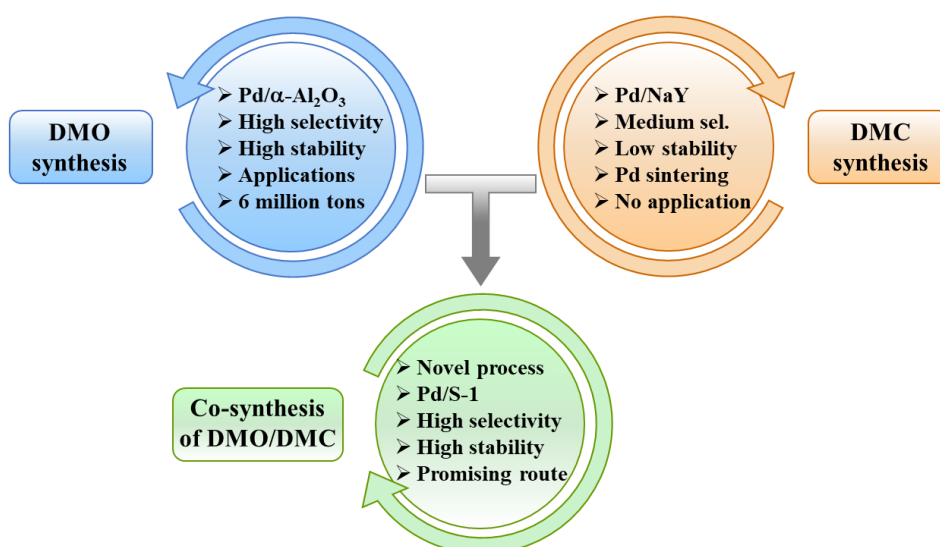 DMO
synthesis
➢ Pd/α-Al₂O₃
➢ High selectivity
➢ High stability
➢ Applications
➢ 6 million tons
➢ Pd/NaY
➢ Medium sel.
➢ Low stability
➢ Pd sintering
➢ No application
DMC
synthesis
Co-synthesis
of DMO/DMC
➢ Novel process
➢ Pd/S-1
➢ High selectivity
➢ High stability
➢ Promising route